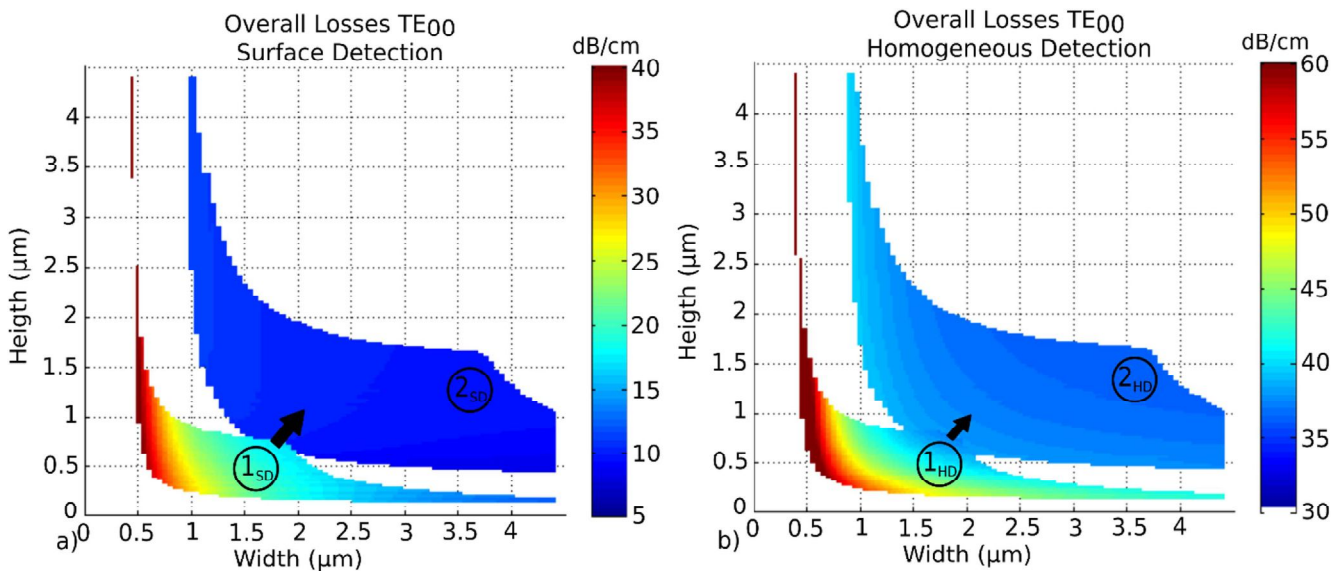 Overall Losses TE00
Surface Detection
dB/cm
Heigth (μm)
4
3.5
3
2.5
2
1.5
1
0.5
0
0 0.5 1 1.5 2 2.5 3 3.5 4
Width (μm)
a)
1SD
2SD
40
35
30
25
20
15
10
5
Overall Losses TE00
Homogeneous Detection
dB/cm
Heigth (μm)
4
3.5
3
2.5
2
1.5
1
0.5
0
0 0.5 1 1.5 2 2.5 3 3.5 4
Width (μm)
b)
1HD
2HD
60
55
50
45
40
35
30